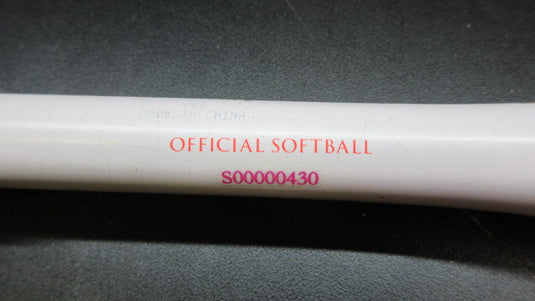 MADE IN CHINA
OFFICIAL SOFTBALL
S00000430